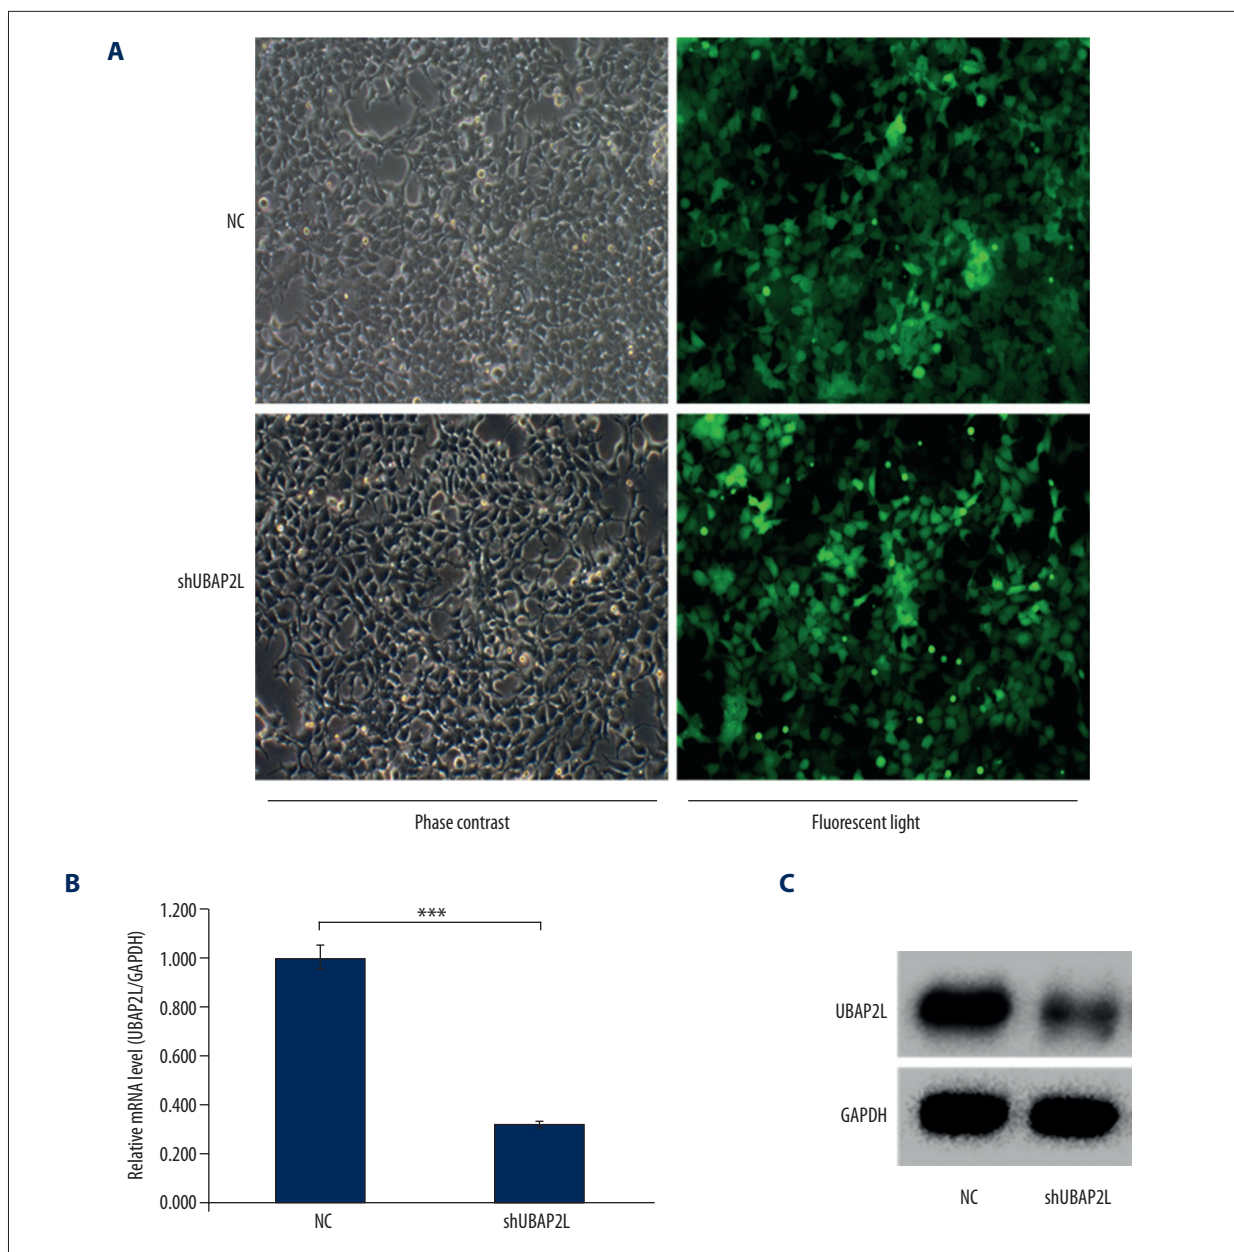 A
NC
shUBAP2L
Phase contrast
Fluorescent light
B
Relative mRNA level (UBAP2L/GAPDH)
1.200
1.000
0.800
0.600
0.400
0.200
0.000
***
NC
shUBAP2L
C
UBAP2L
GAPDH
NC
shUBAP2L